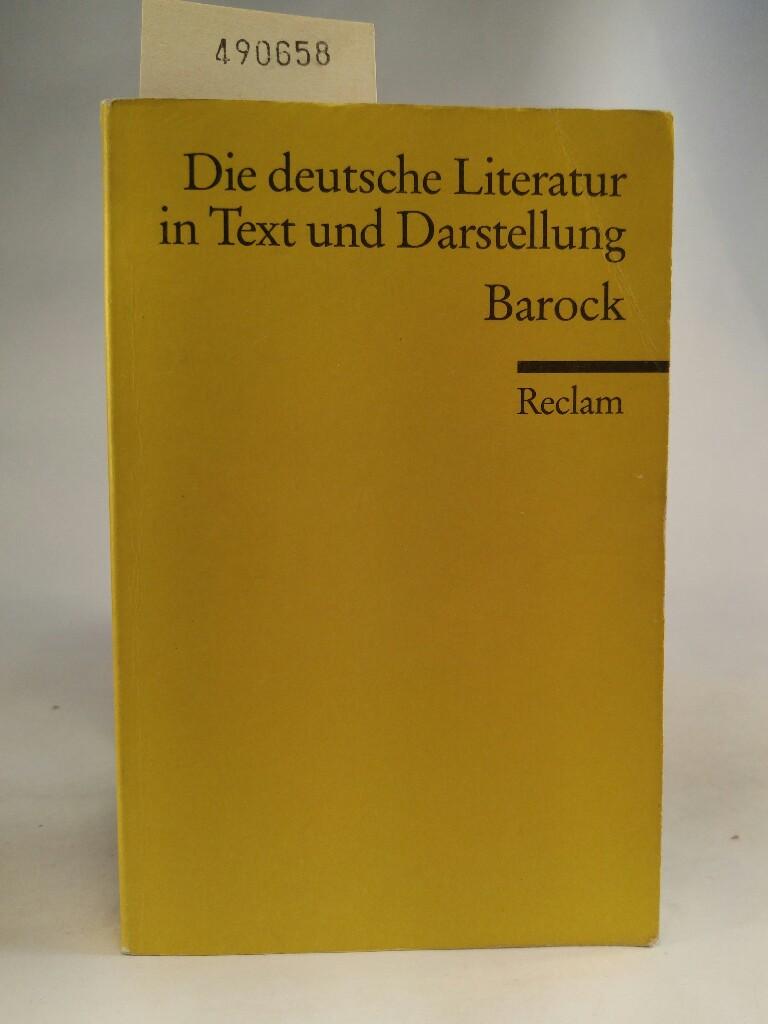 490658
Die deutsche Literatur
in Text und Darstellung
Barock
Reclam